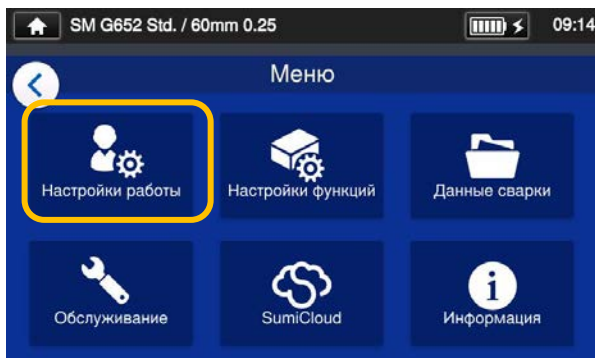 SM G652 Std. / 60mm 0.25 09:14
Меню
Настройки работы Настройки функций Данные сварки
Обслуживание SumiCloud Информация